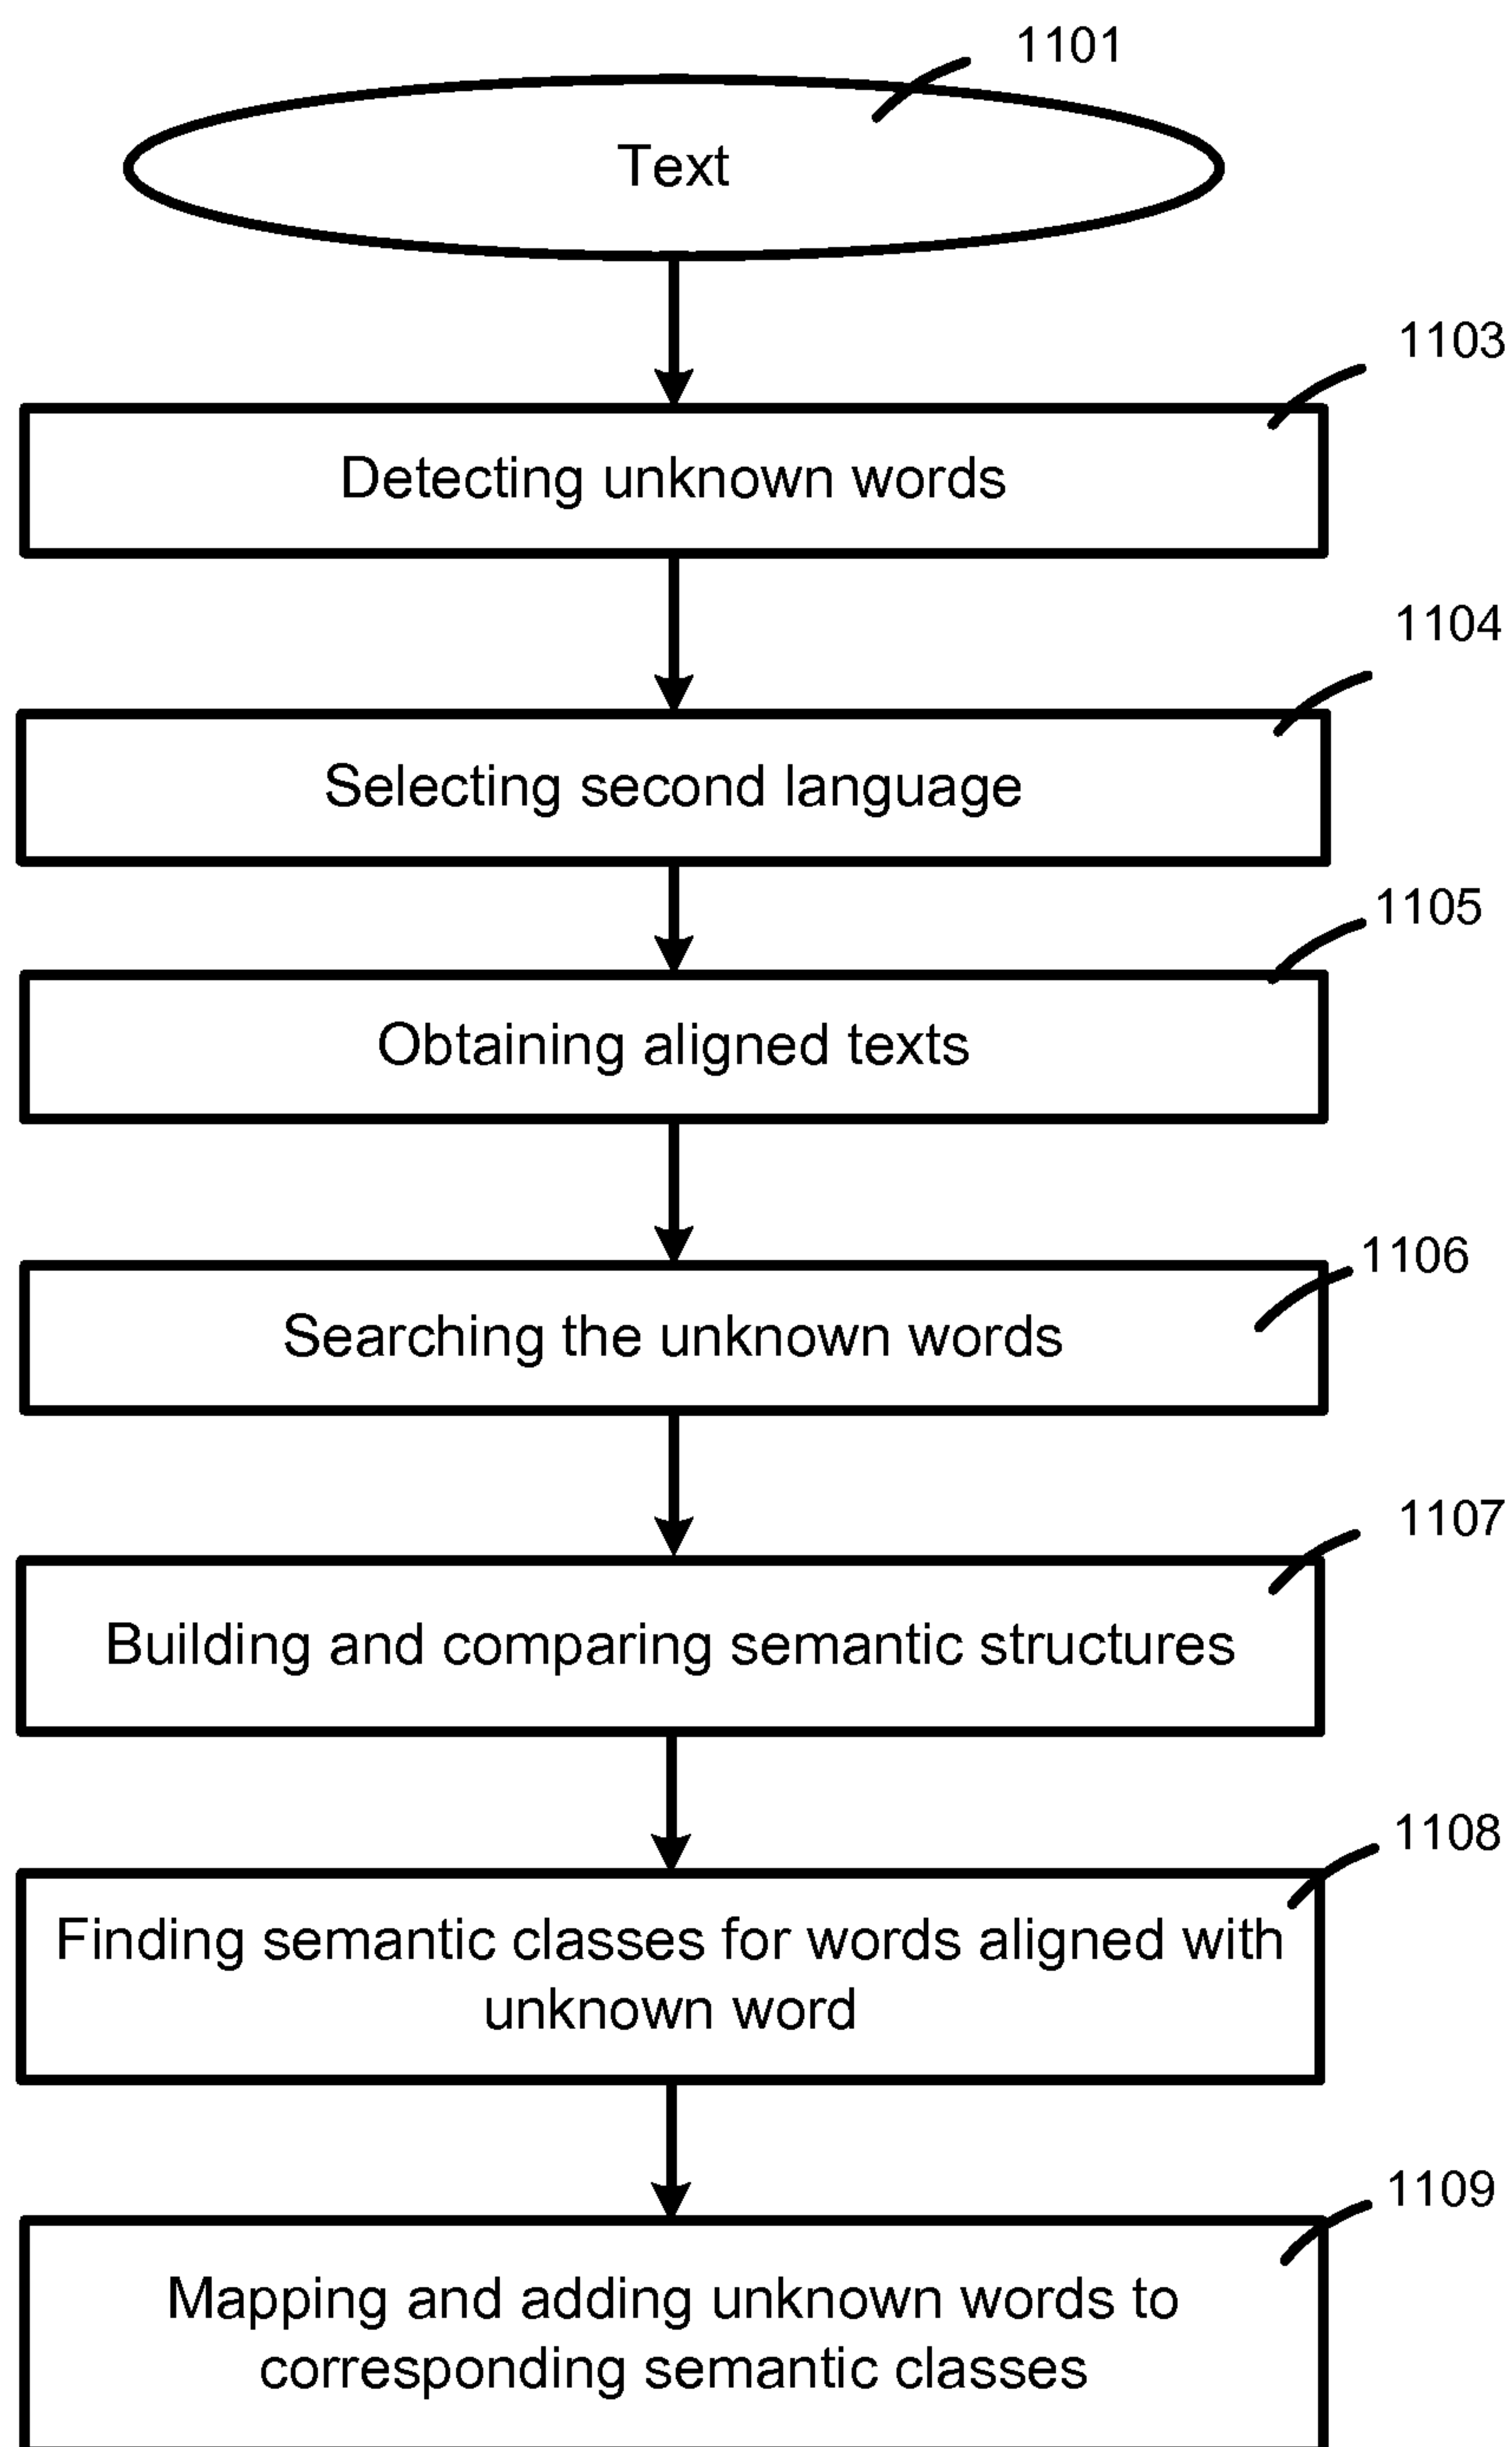 1101
Text
1103
Detecting unknown words
1104
Selecting second language
1105
Obtaining aligned texts
1106
Searching the unknown words
1107
Building and comparing semantic structures
1108
Finding semantic classes for words aligned with
unknown word
1109
Mapping and adding unknown words to
corresponding semantic classes